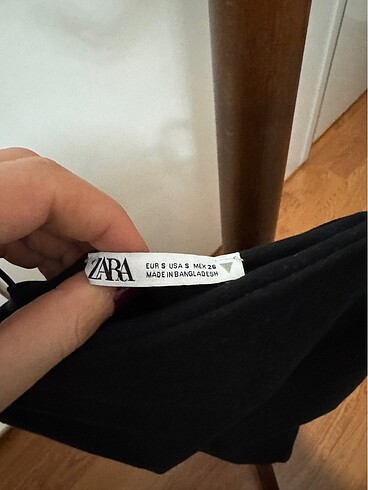 ZARA
EUR S USA S MEX 26
MADE IN BANGLADESH